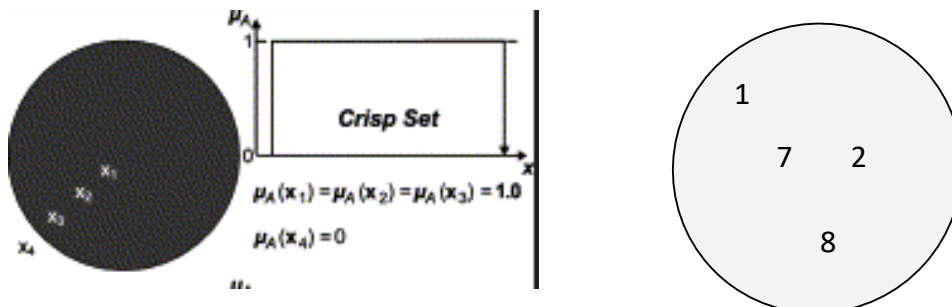 μA
1
Crisp Set
0
x
x₁
x₂
x₃
x₄
μA(x₁) = μA(x₂) = μA(x₃) = 1.0
μA(x₄) = 0
1
7 2
8